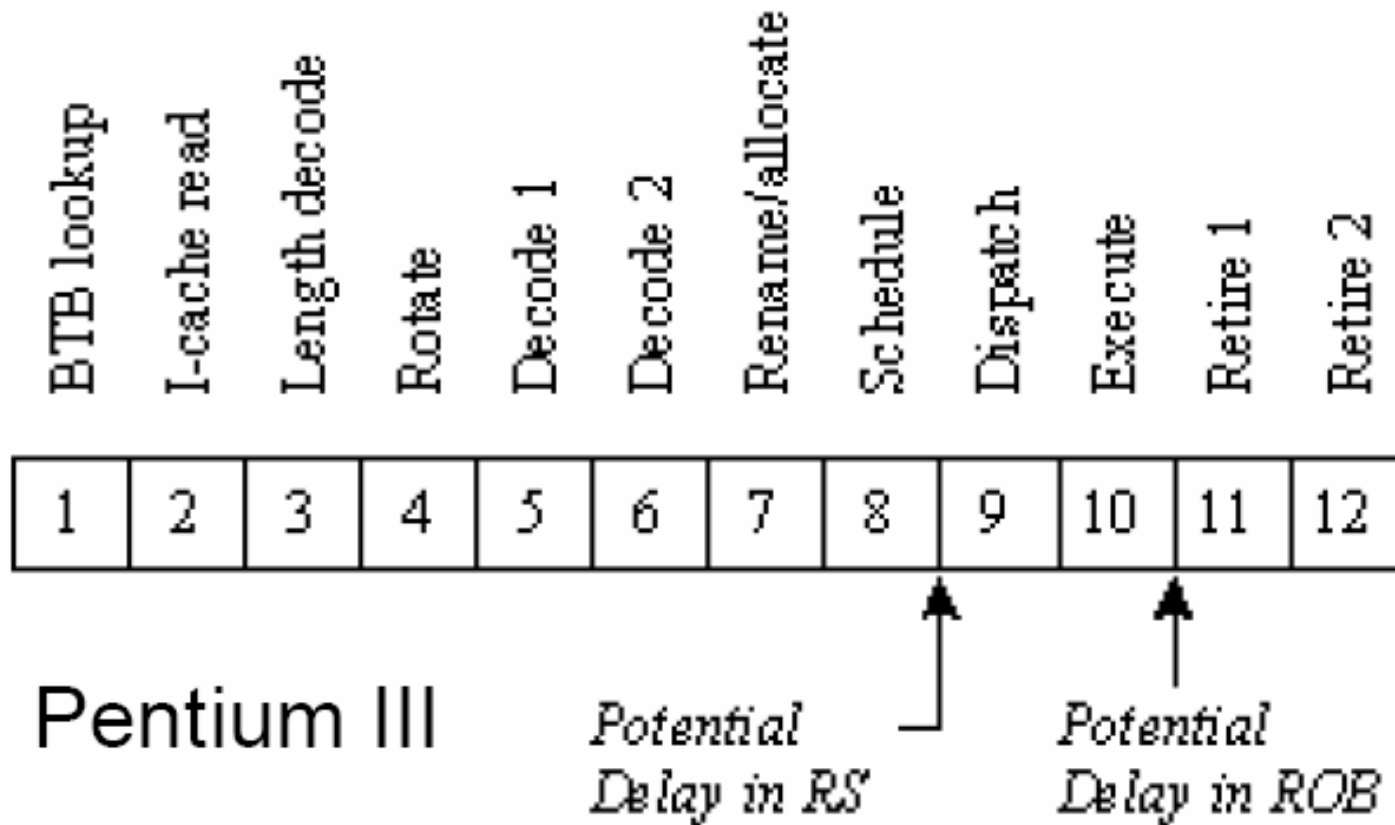 BTB lookup
I-cache read
Length decode
Rotate
Decode 1
Decode 2
Rename/allocate
Schedule
Dispatch
Execute
Retire 1
Retire 2
1 2 3 4 5 6 7 8 9 10 11 12
Pentium III
Potential
Delay in RS
Potential
Delay in ROB